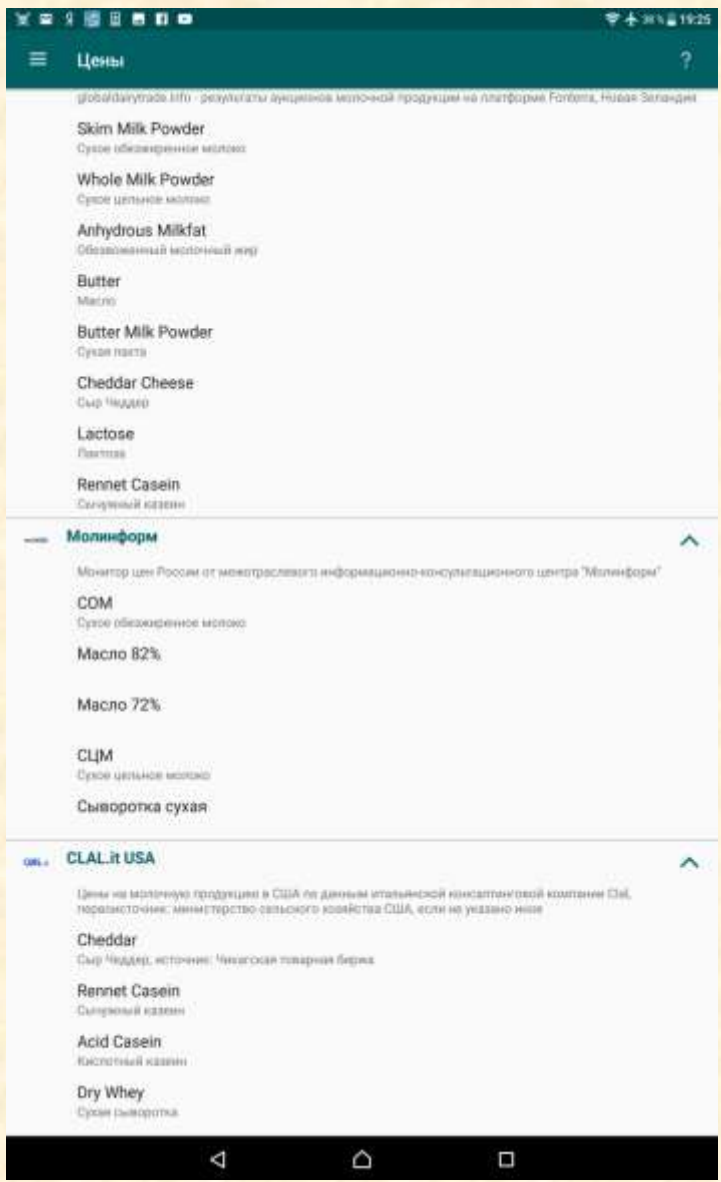 19:25
Цены
?
globaldairytrade.info - результаты аукционов молочной продукции на платформе Fonterra, Новая Зеландия
Skim Milk Powder
Сухое обезжиренное молоко
Whole Milk Powder
Сухое цельное молоко
Anhydrous Milkfat
Обезвоженный молочный жир
Butter
Масло
Butter Milk Powder
Сухая пахта
Cheddar Cheese
Сыр Чеддер
Lactose
Лактоза
Rennet Casein
Сычужный казеин
Молинформ
Монитор цен России от межотраслевого информационно-консультационного центра "Молинформ"
СОМ
Сухое обезжиренное молоко
Масло 82%
Масло 72%
СЦМ
Сухое цельное молоко
Сыворотка сухая
CLAL.it USA
Цены на молочную продукцию в США по данным итальянской консалтинговой компании Clal,
первоисточник: министерство сельского хозяйства США, если не указано иное
Cheddar
Сыр Чеддер, источник: Чикагская товарная биржа
Rennet Casein
Сычужный казеин
Acid Casein
Кислотный казеин
Dry Whey
Сухая сыворотка